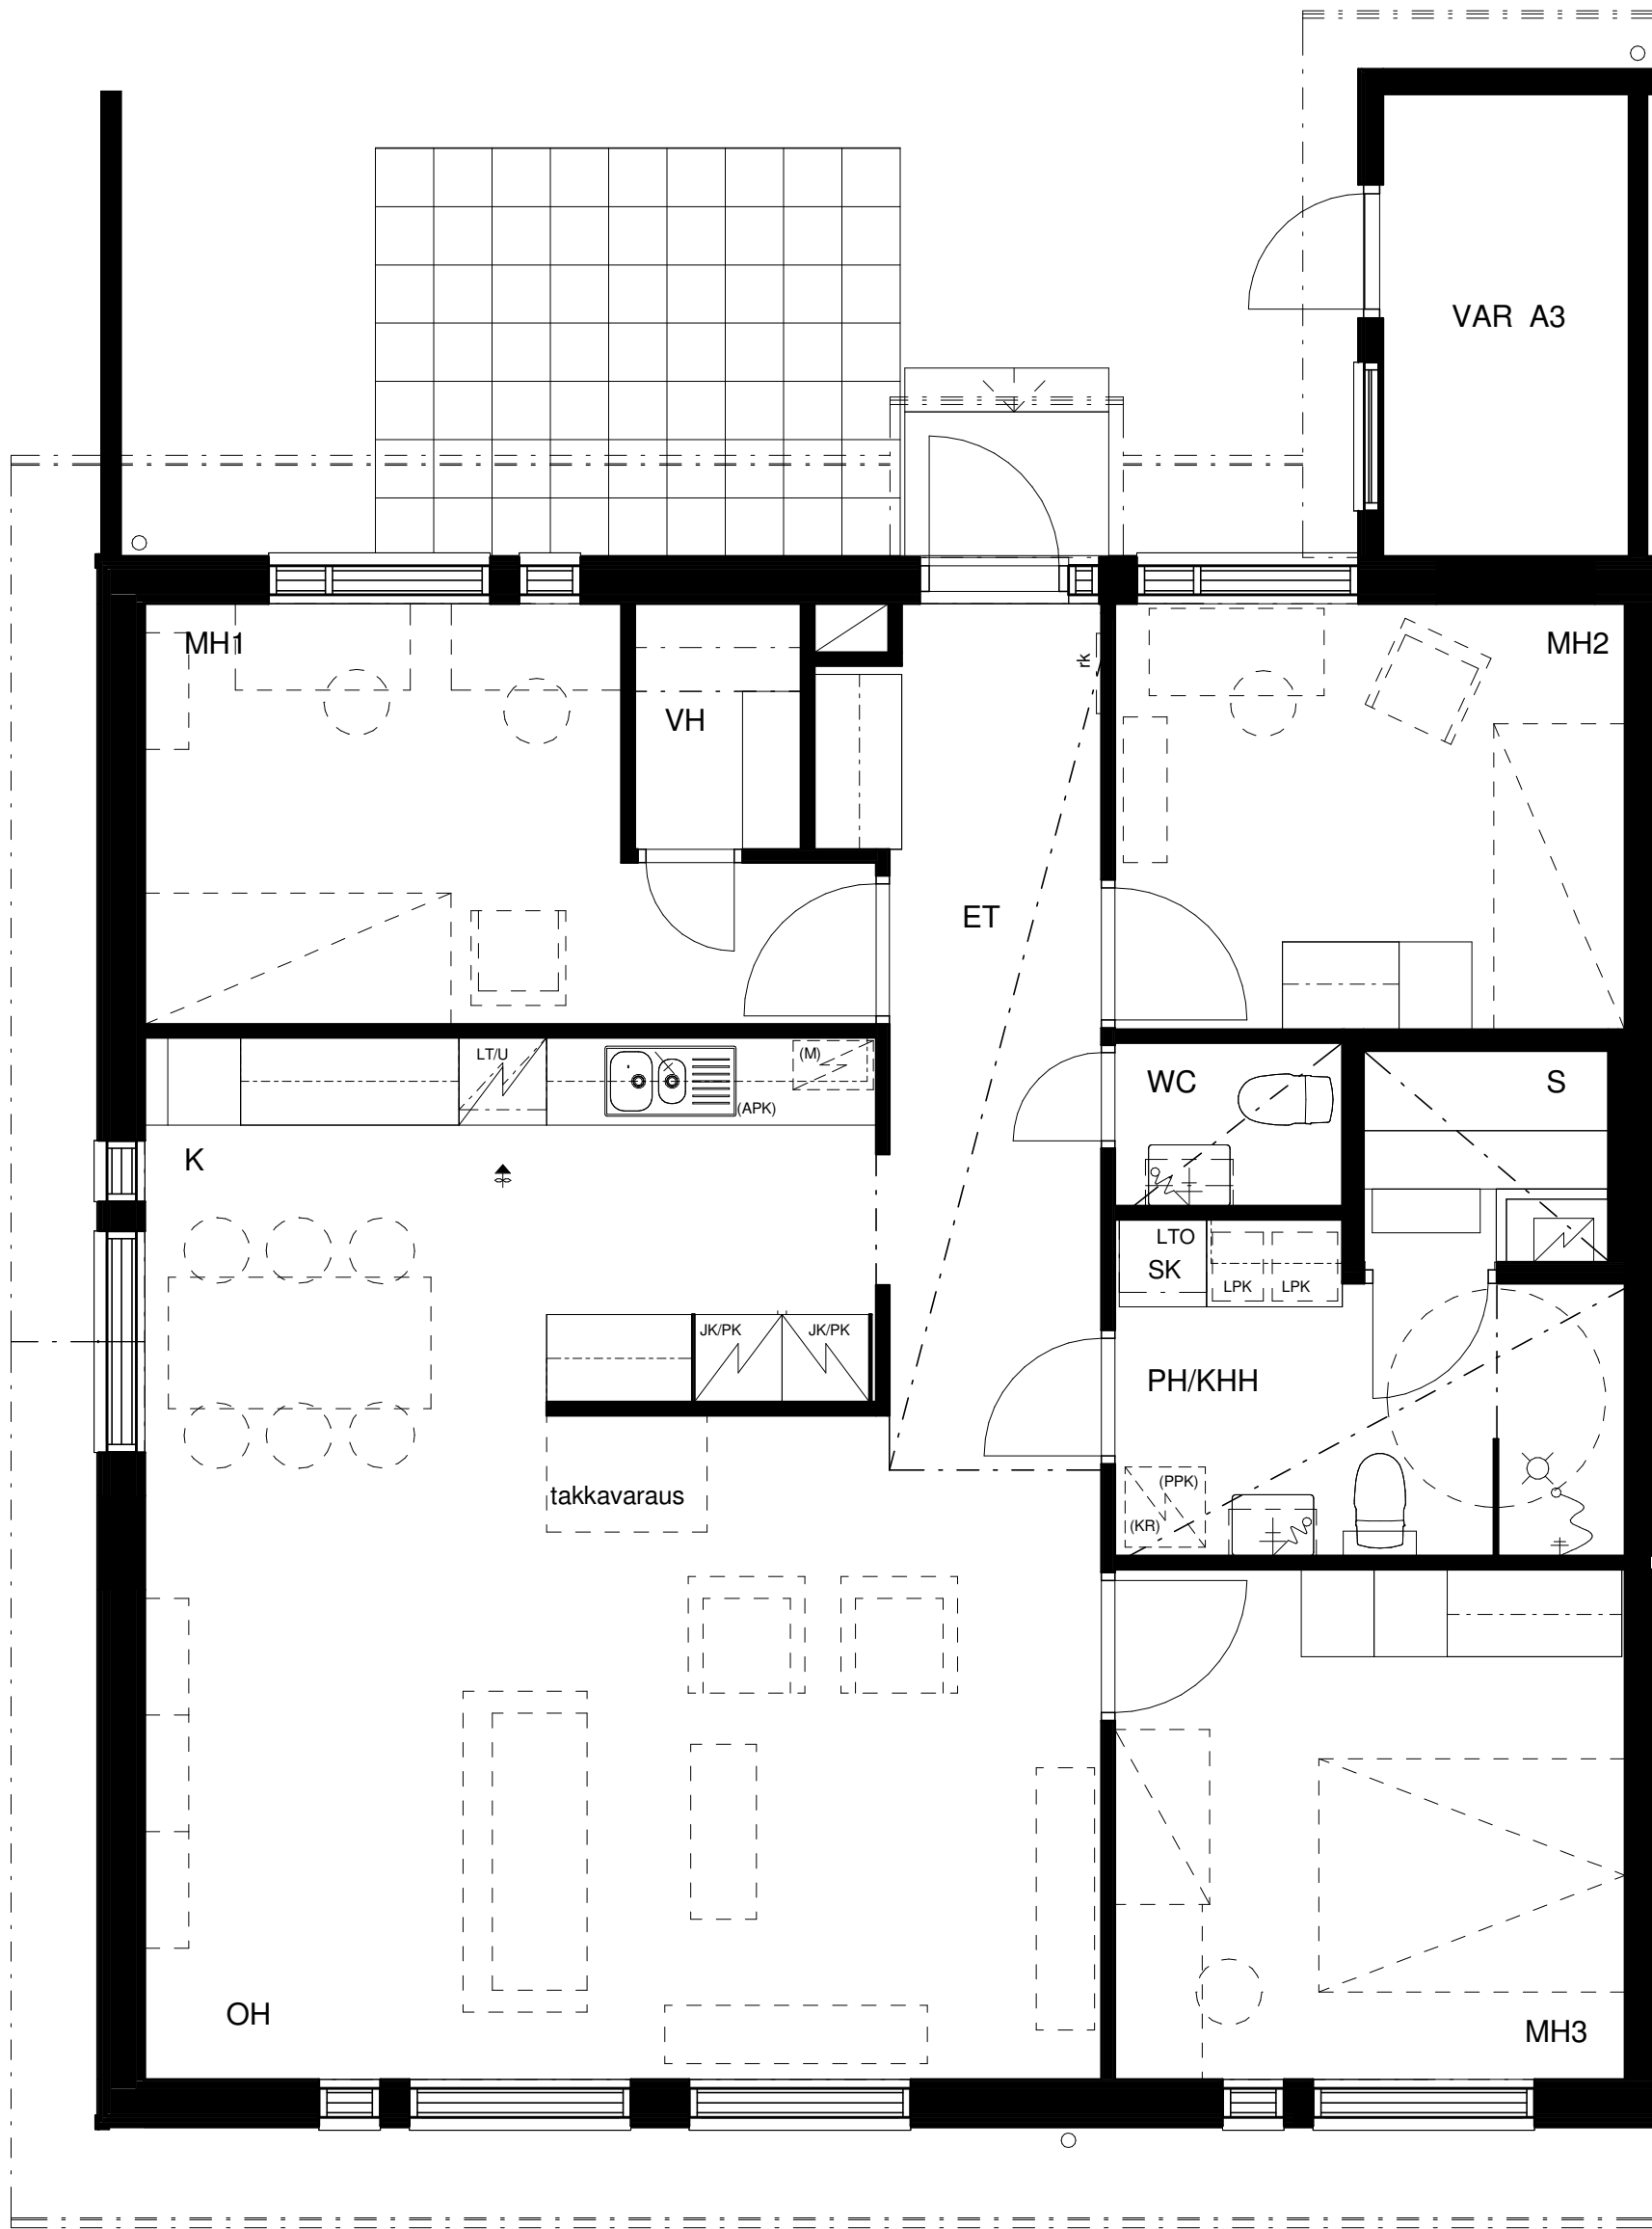 VAR A3
MH1
rk
MH2
VH
ET
LT/U
(M)
(APK)
WC
S
K
LTO
SK
LPK
LPK
JK/PK
JK/PK
PH/KHH
takkavaraus
(PPK)
(KR)
OH
MH3